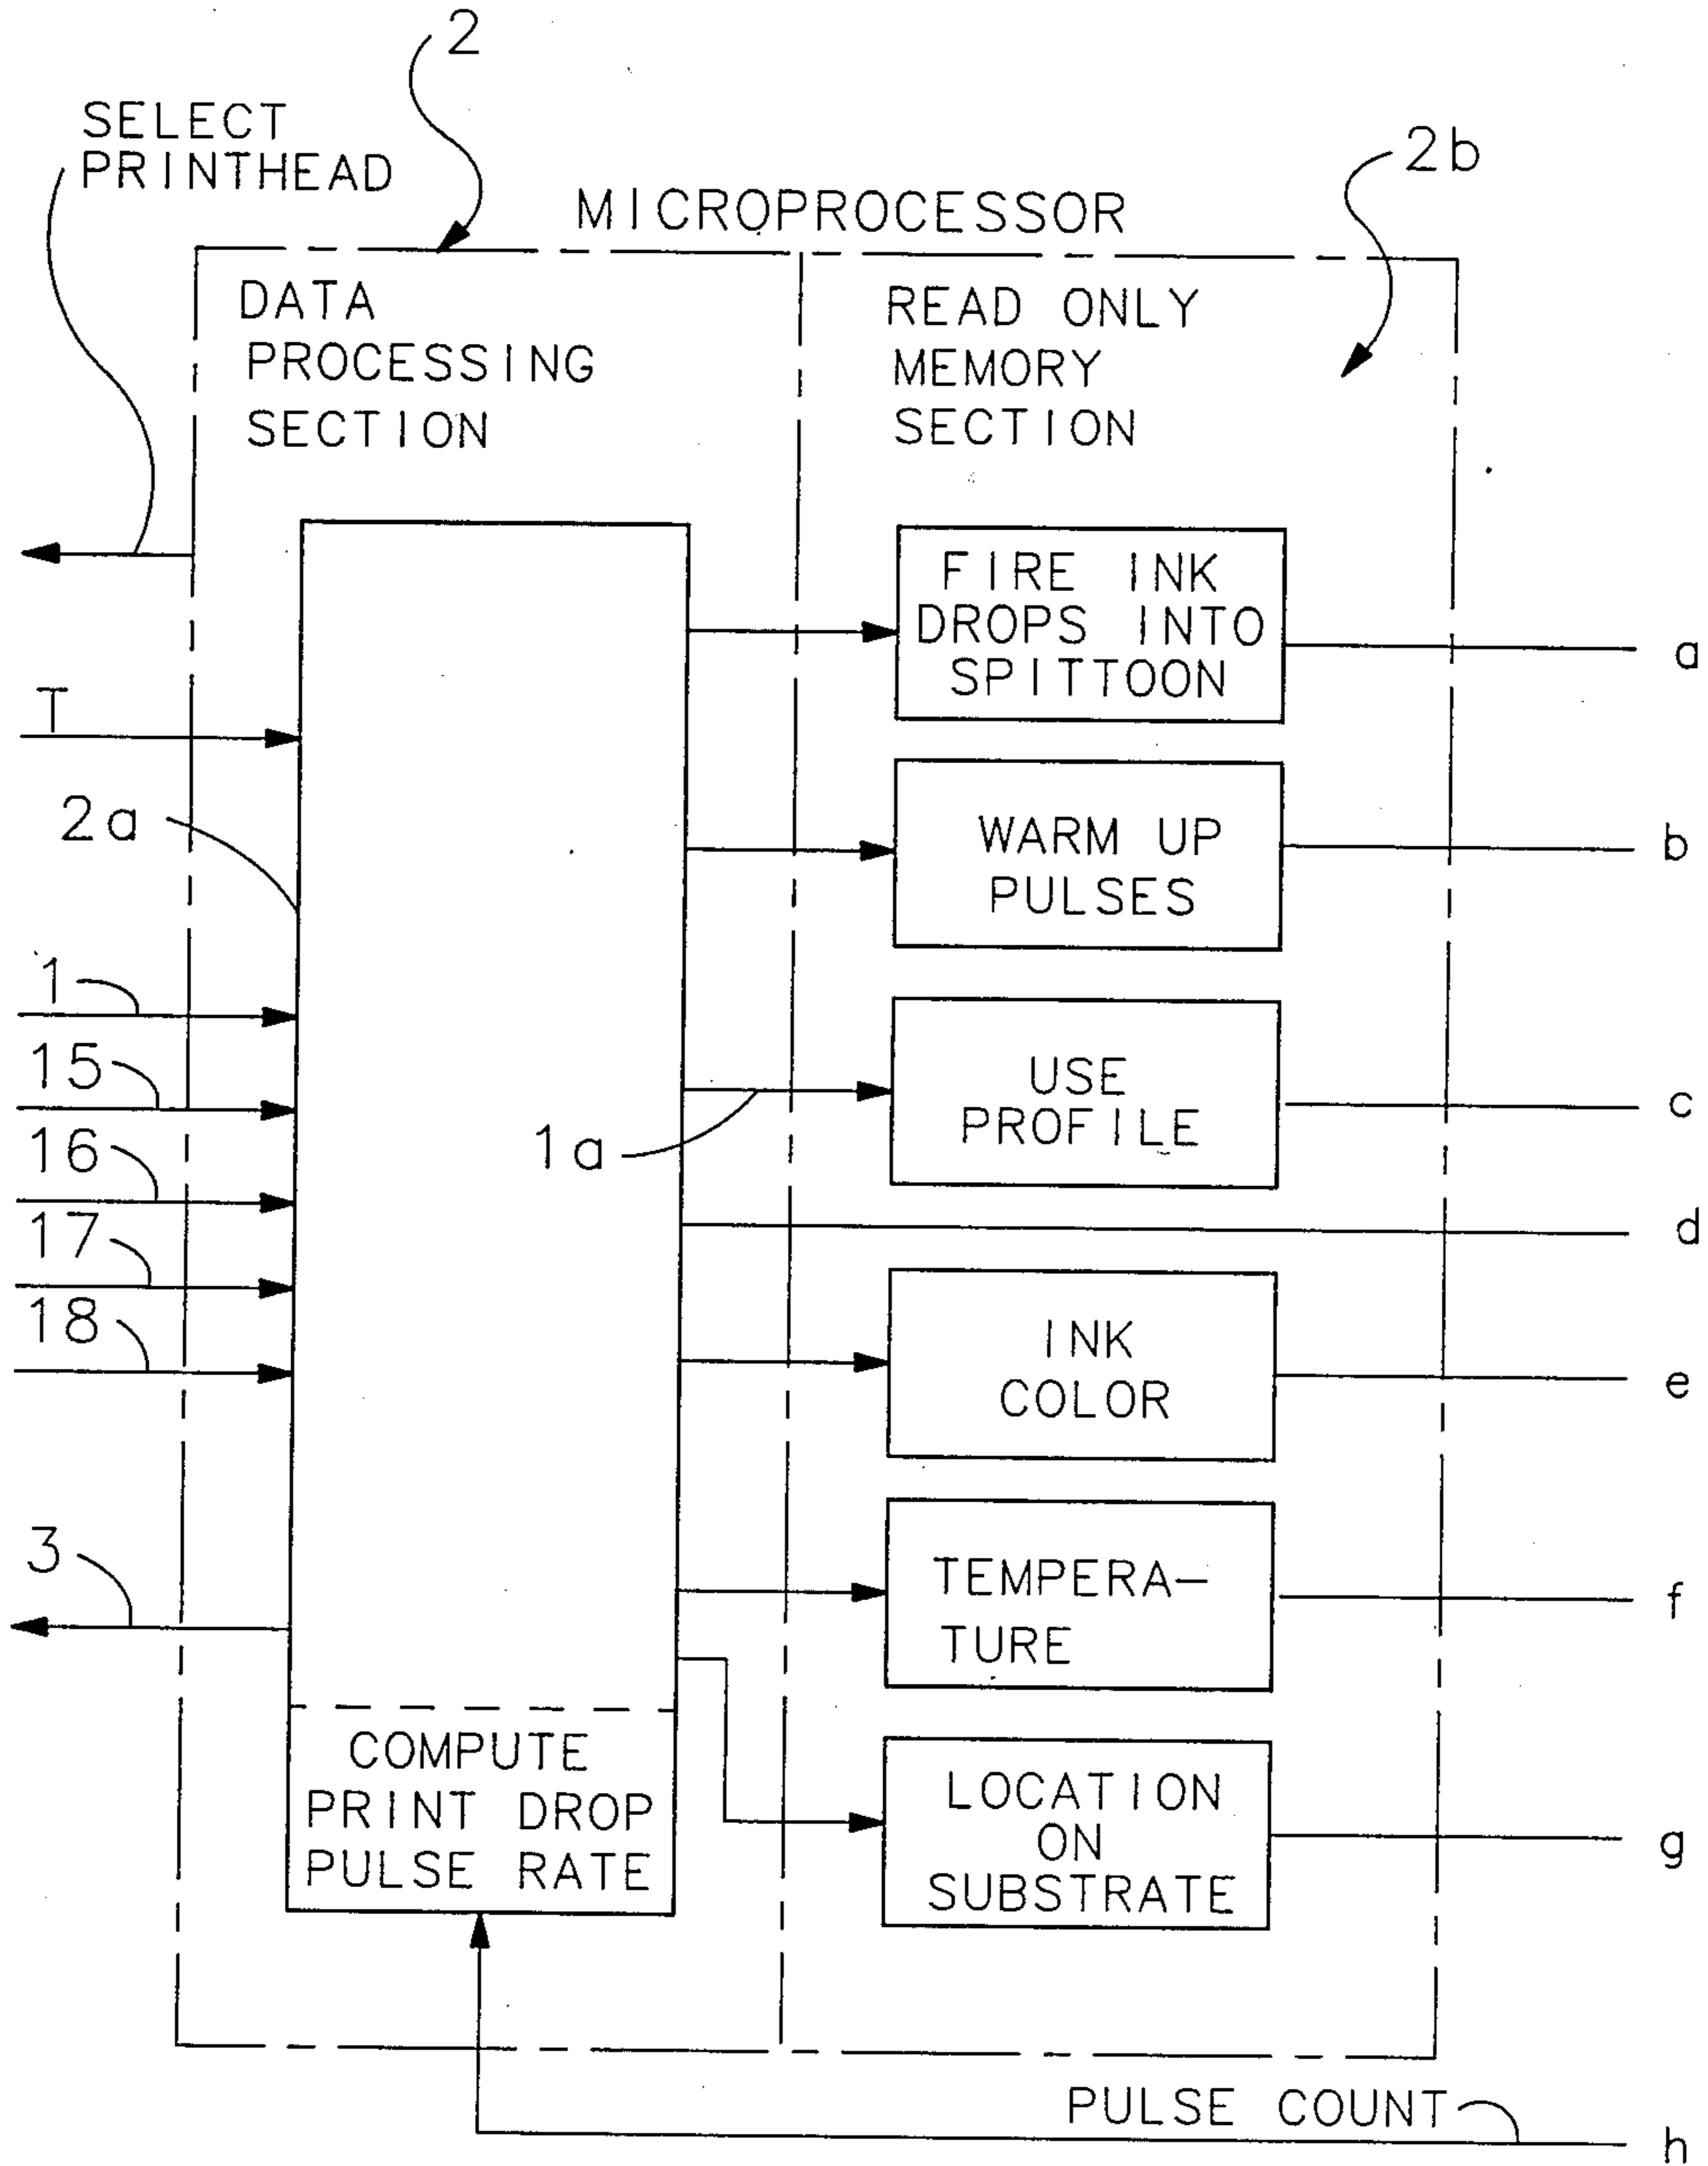 2
SELECT
PRINTHEAD
2b
MICROPROCESSOR
DATA
PROCESSING
SECTION
READ ONLY
MEMORY
SECTION
FIRE INK
DROPS INTO
SPITTOON
a
T
2a
WARM UP
PULSES
b
1
15
1a
USE
PROFILE
c
16
17
d
18
INK
COLOR
e
3
TEMPERA-
TURE
f
COMPUTE
PRINT DROP
PULSE RATE
LOCATION
ON
SUBSTRATE
g
PULSE COUNT
h